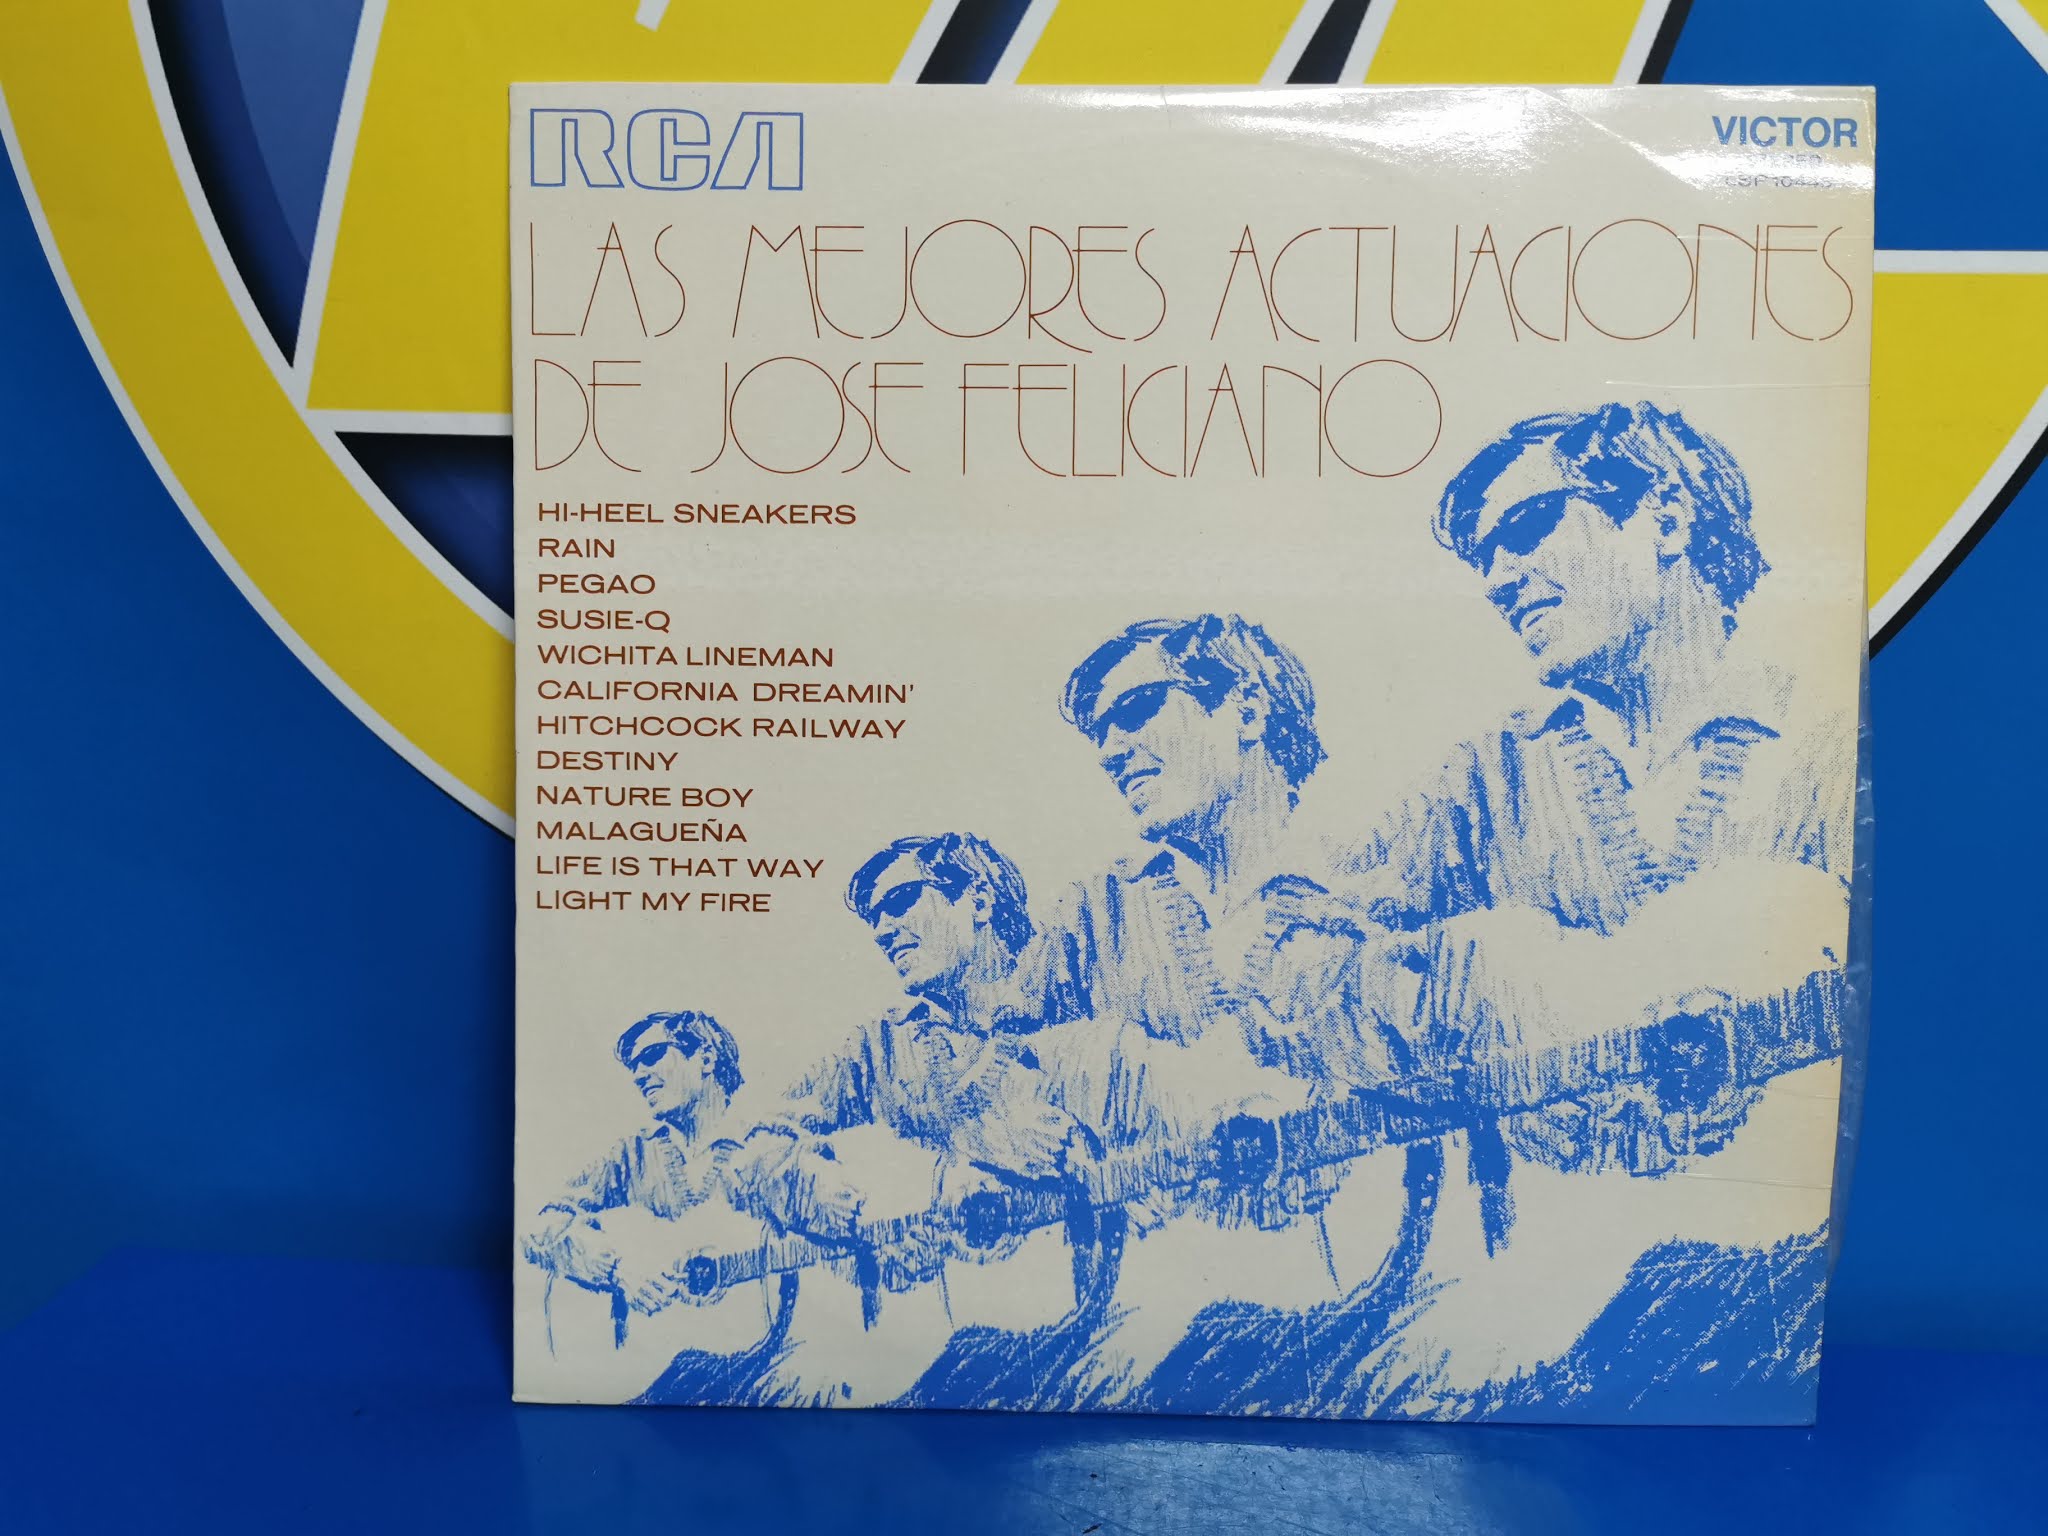 RCA
VICTOR
STEREO
LAS MEJORES ACTUACIONES
DE JOSE FELICIANO
HI-HEEL SNEAKERS
RAIN
PEGAO
SUSIE-Q
WICHITA LINEMAN
CALIFORNIA DREAMIN'
HITCHCOCK RAILWAY
DESTINY
NATURE BOY
MALAGUEÑA
LIFE IS THAT WAY
LIGHT MY FIRE